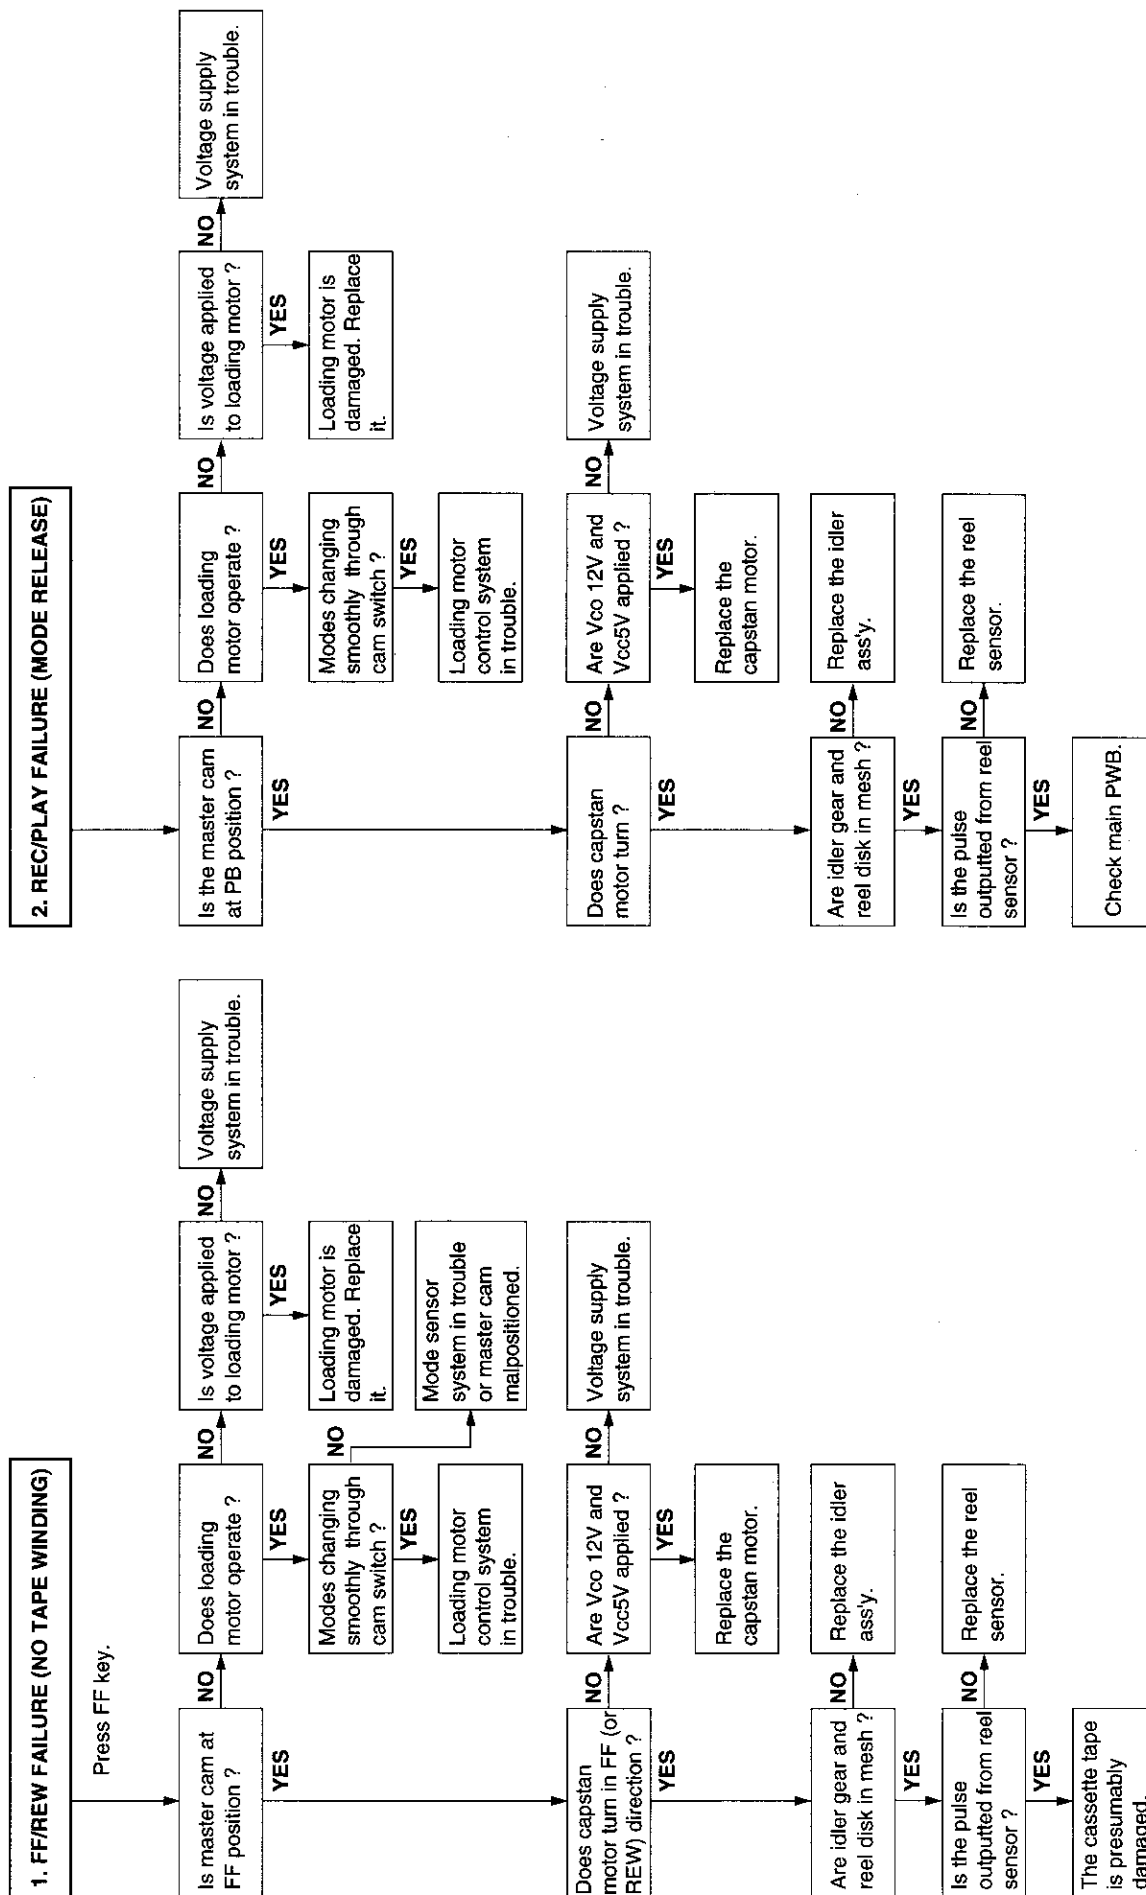 1. FF/REW FAILURE (NO TAPE WINDING)
Press FF key.
Is master cam at
FF position ?
NO
Does loading
motor operate ?
NO
Is voltage applied
to loading motor ?
NO
Voltage supply
system in trouble.
YES
YES
YES
Modes changing
smoothly through
cam switch ?
NO
Loading motor is
damaged. Replace
it.
YES
Loading motor
control system
in trouble.
Mode sensor
system in trouble
or master cam
malpositioned.
Does capstan
motor turn in FF (or
REW) direction ?
NO
Are Vco 12V and
Vcc5V applied ?
NO
Voltage supply
system in trouble.
YES
YES
Replace the
capstan motor.
Are idler gear and
reel disk in mesh ?
NO
Replace the idler
ass'y.
YES
Is the pulse
outputted from reel
sensor ?
NO
Replace the reel
sensor.
YES
The cassette tape
is presumably
damaged.
2. REC/PLAY FAILURE (MODE RELEASE)
Is the master cam
at PB position ?
NO
Does loading
motor operate ?
NO
Is voltage applied
to loading motor ?
NO
Voltage supply
system in trouble.
YES
YES
YES
Modes changing
smoothly through
cam switch ?
Loading motor is
damaged. Replace
it.
YES
Loading motor
control system
in trouble.
Does capstan
motor turn ?
NO
Are Vco 12V and
Vcc5V applied ?
NO
Voltage supply
system in trouble.
YES
YES
Replace the
capstan motor.
Are idler gear and
reel disk in mesh ?
NO
Replace the idler
ass'y.
YES
Is the pulse
outputted from reel
sensor ?
NO
Replace the reel
sensor.
YES
Check main PWB.